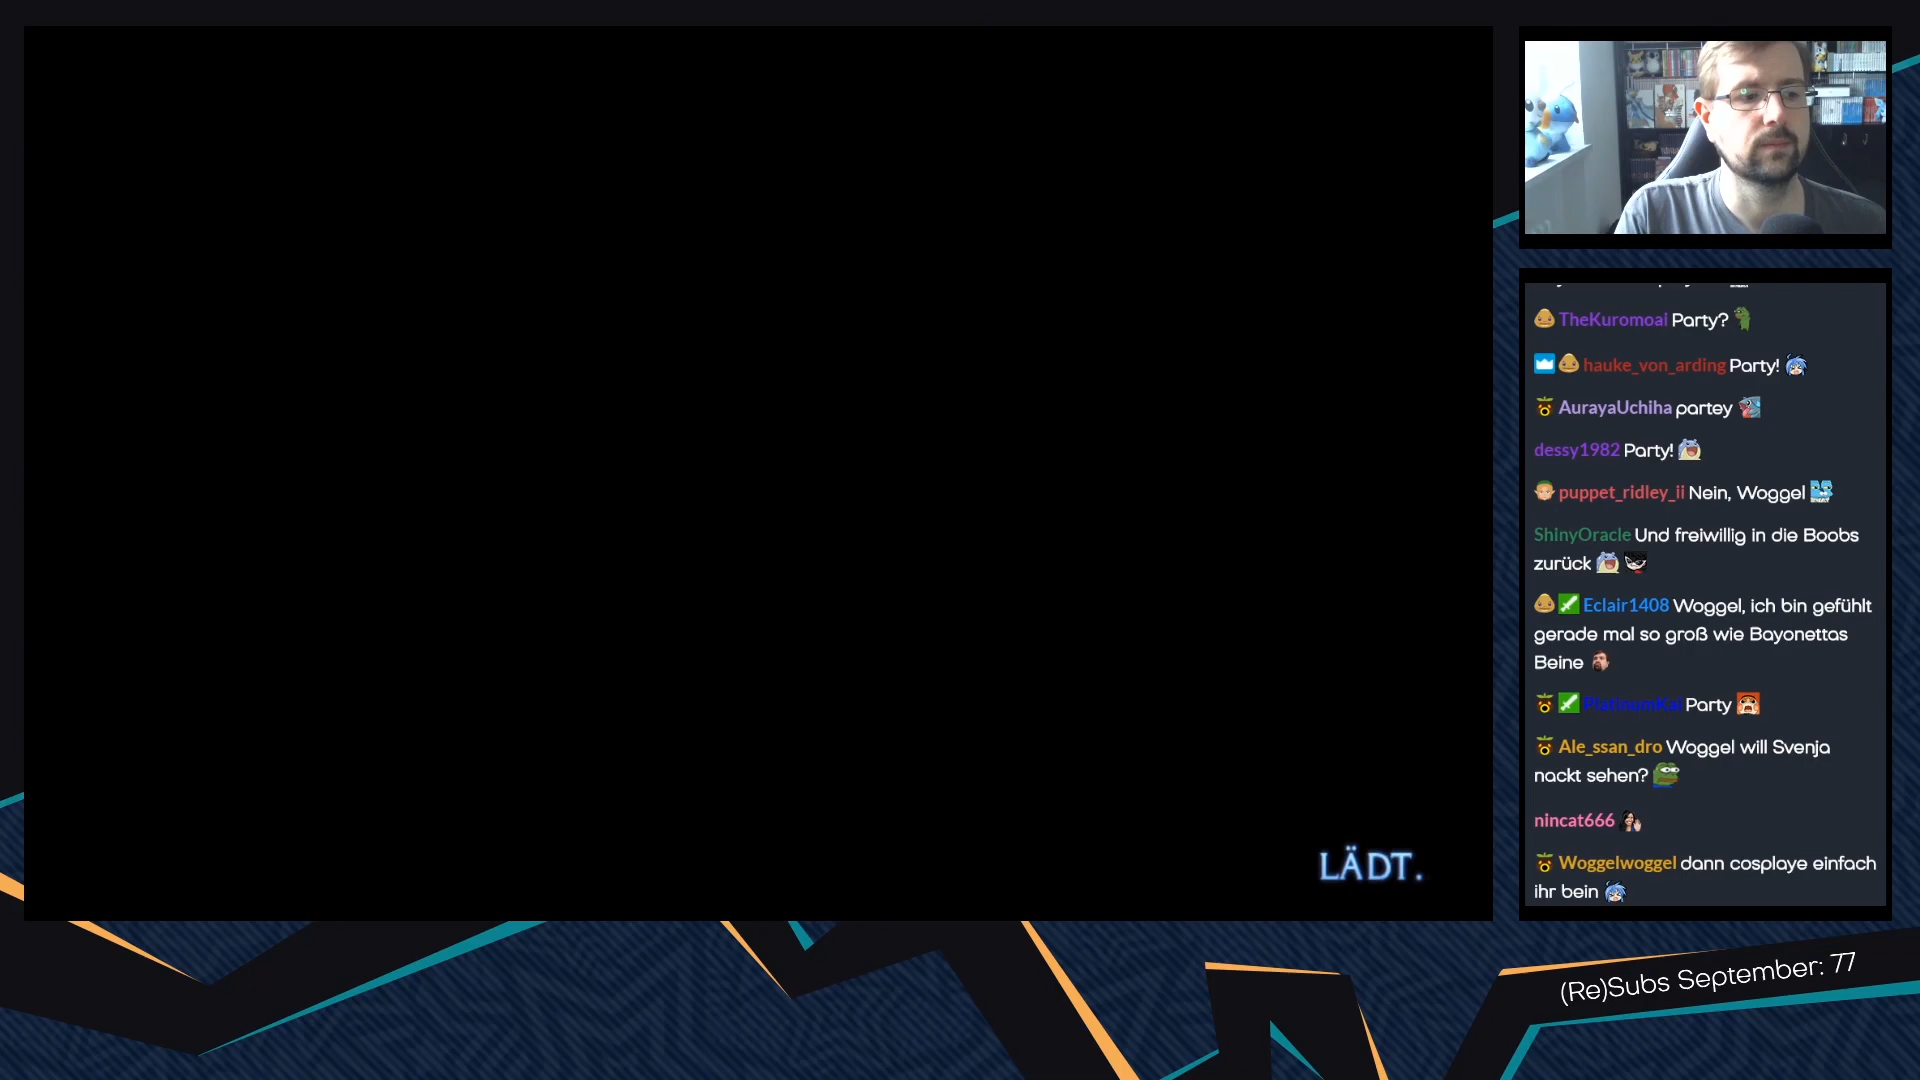 TheKuromoai Party?
hauke_von_arding Party!
AurayaUchiha partey
dessy1982 Party!
puppet_ridley_ii Nein, Woggel
ShinyOracle Und freiwillig in die Boobs
zurück
Eclair1408 Woggel, ich bin gefühlt
gerade mal so groß wie Bayonettas
Beine
PlatinumKai Party
Ale_ssan_dro Woggel will Svenja
nackt sehen?
nincat666
Woggelwoggel dann cosplaye einfach
ihr bein
LÄDT.
(Re)Subs September: 77